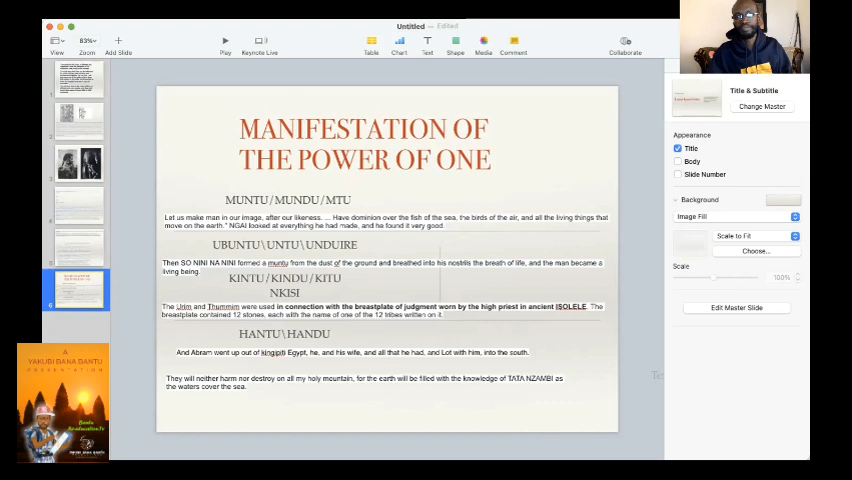 Untitled — Edited
83%
View
Zoom
Add Slide
Play
Keynote Live
Table
Chart
Text
Shape
Media
Comment
Collaborate
1
2
3
4
5
6
MANIFESTATION OF
THE POWER OF ONE
MUNTU/MUNDU/MTU
Let us make man in our image, after our likeness. ... Have dominion over the fish of the sea, the birds of the air, and all the living things that
move on the earth." NGAI looked at everything he had made, and he found it very good.
UBUNTU\UNTU\UNDUIRE
Then SO NINI NA NINI formed a muntu from the dust of the ground and breathed into his nostrils the breath of life, and the man became a
living being.
KINTU/KINDU/KITU
NKISI
The Urim and Thummim were used in connection with the breastplate of judgment worn by the high priest in ancient ISOLELE. The
breastplate contained 12 stones, each with the name of one of the 12 tribes written on it.
HANTU\HANDU
And Abram went up out of kingipiti Egypt, he, and his wife, and all that he had, and Lot with him, into the south.
They will neither harm nor destroy on all my holy mountain, for the earth will be filled with the knowledge of TATA NZAMBI as
the waters cover the sea.
Title & Subtitle
Change Master
Appearance
Title
Body
Slide Number
Background
Image Fill
Scale to Fit
Choose...
Scale
100%
Edit Master Slide
A
YAKUBU BANA BANTU
PRESENTATION
Bantu